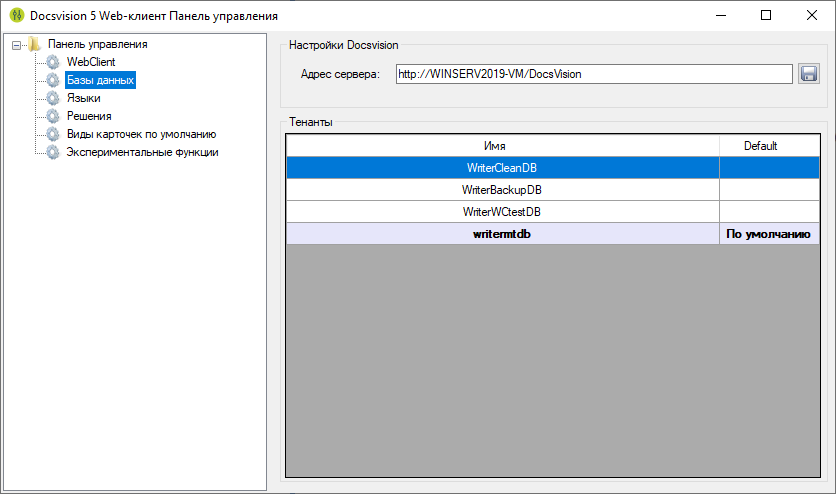 Docsvision 5 Web-клиент Панель управления
Панель управления
WebClient
Базы данных
Языки
Решения
Виды карточек по умолчанию
Экспериментальные функции
Настройки Docsvision
Адрес сервера: http://WINSERV2019-VM/DocsVision
Тенанты
Имя Default
WriterCleanDB
WriterBackupDB
WriterWCtestDB
writermtdb По умолчанию